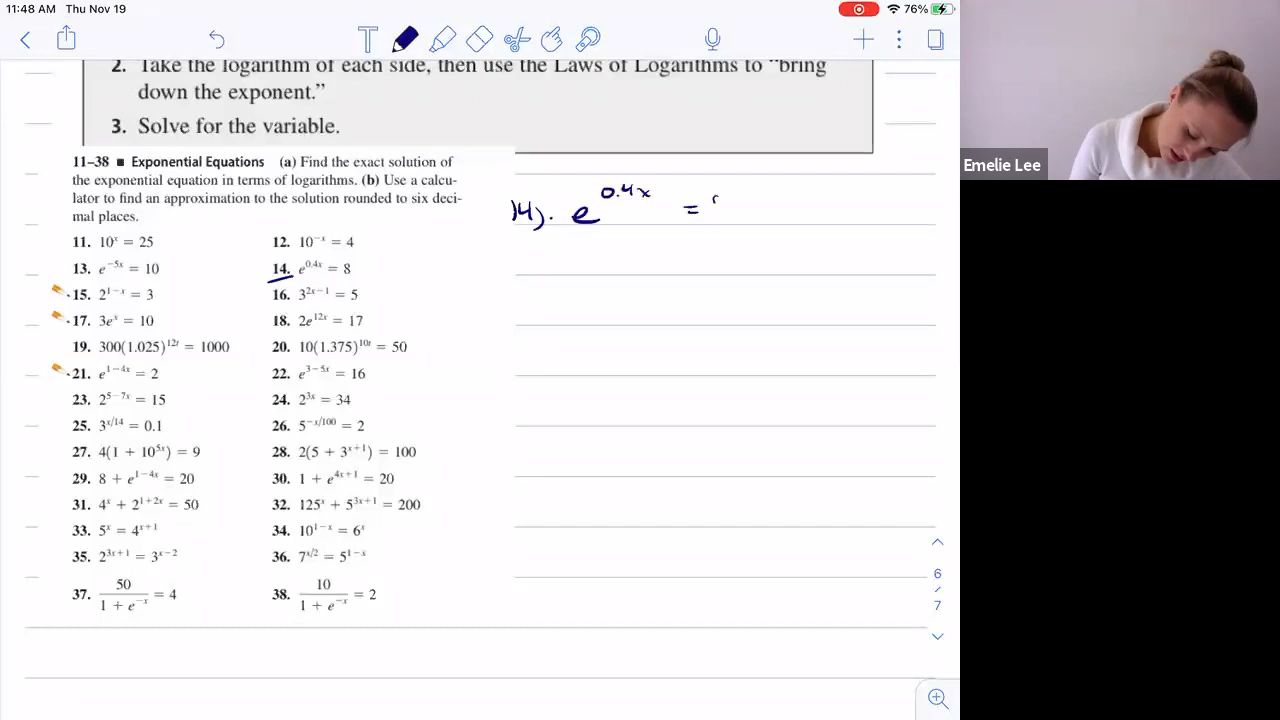 11:48 AM Thu Nov 19
76%
2. Take the logarithm of each side, then use the Laws of Logarithms to “bring
down the exponent.”
3. Solve for the variable.
11–38 ■ Exponential Equations (a) Find the exact solution of
the exponential equation in terms of logarithms. (b) Use a calcu-
lator to find an approximation to the solution rounded to six deci-
mal places.
11. 10^x = 25
12. 10^{-x} = 4
13. e^{-5x} = 10
14. e^{0.4x} = 8
15. 2^{1-x} = 3
16. 3^{2x-1} = 5
17. 3e^x = 10
18. 2e^{12x} = 17
19. 300(1.025)^{12t} = 1000
20. 10(1.375)^{10t} = 50
21. e^{1-4x} = 2
22. e^{3-5x} = 16
23. 2^{5-7x} = 15
24. 2^{3x} = 34
25. 3^{x/14} = 0.1
26. 5^{-x/100} = 2
27. 4(1 + 10^{5x}) = 9
28. 2(5 + 3^{x+1}) = 100
29. 8 + e^{1-4x} = 20
30. 1 + e^{4x+1} = 20
31. 4^x + 2^{1+2x} = 50
32. 125^x + 5^{3x+1} = 200
33. 5^x = 4^{x+1}
34. 10^{1-x} = 6^x
35. 2^{3x+1} = 3^{x-2}
36. 7^{x/2} = 5^{1-x}
37. 50/(1 + e^{-x}) = 4
38. 10/(1 + e^{-x}) = 2
14). e^{0.4x} =
6
/
7
Emelie Lee